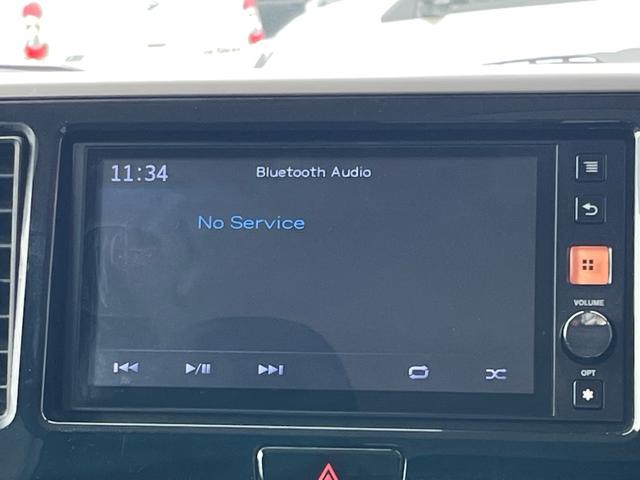 11:34
Bluetooth Audio
No Service
VOLUME
OPT